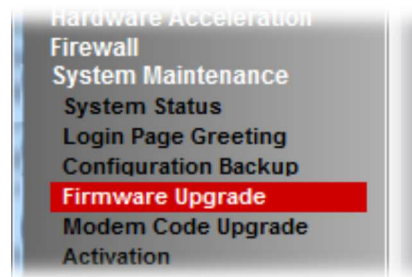 Hardware Acceleration
Firewall
System Maintenance
System Status
Login Page Greeting
Configuration Backup
Firmware Upgrade
Modem Code Upgrade
Activation